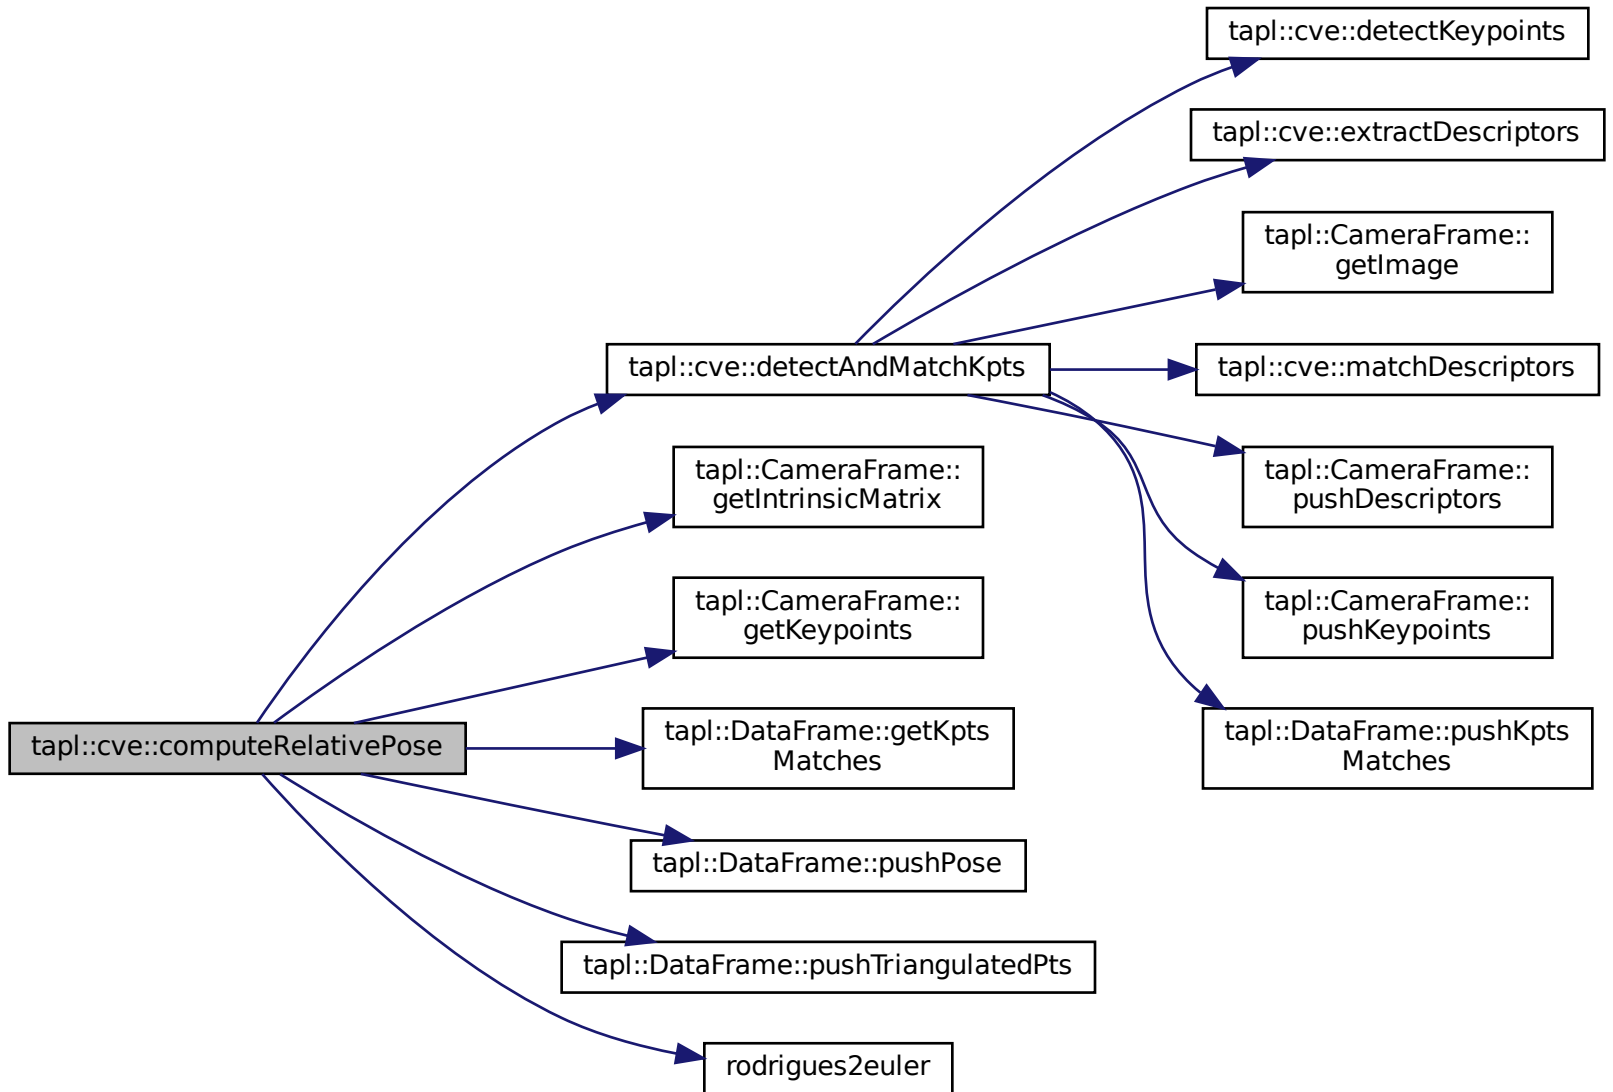 tapl::cve::detectKeypoints
tapl::cve::extractDescriptors
tapl::CameraFrame::
getImage
tapl::cve::detectAndMatchKpts
tapl::cve::matchDescriptors
tapl::CameraFrame::
getIntrinsicMatrix
tapl::CameraFrame::
pushDescriptors
tapl::CameraFrame::
getKeypoints
tapl::CameraFrame::
pushKeypoints
tapl::cve::computeRelativePose
tapl::DataFrame::getKpts
Matches
tapl::DataFrame::pushKpts
Matches
tapl::DataFrame::pushPose
tapl::DataFrame::pushTriangulatedPts
rodrigues2euler